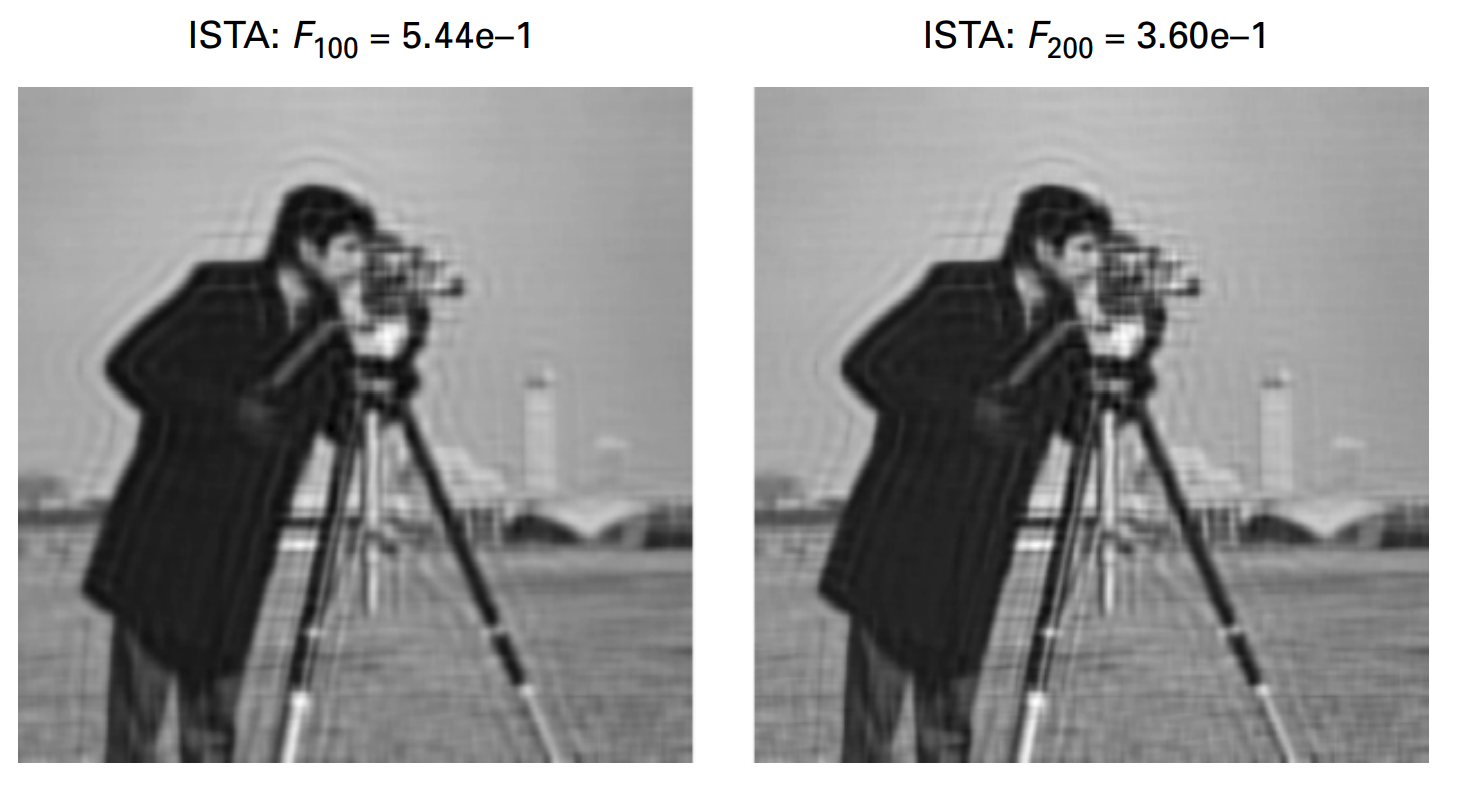 ISTA: F₁₀₀ = 5.44e–1
ISTA: F₂₀₀ = 3.60e–1